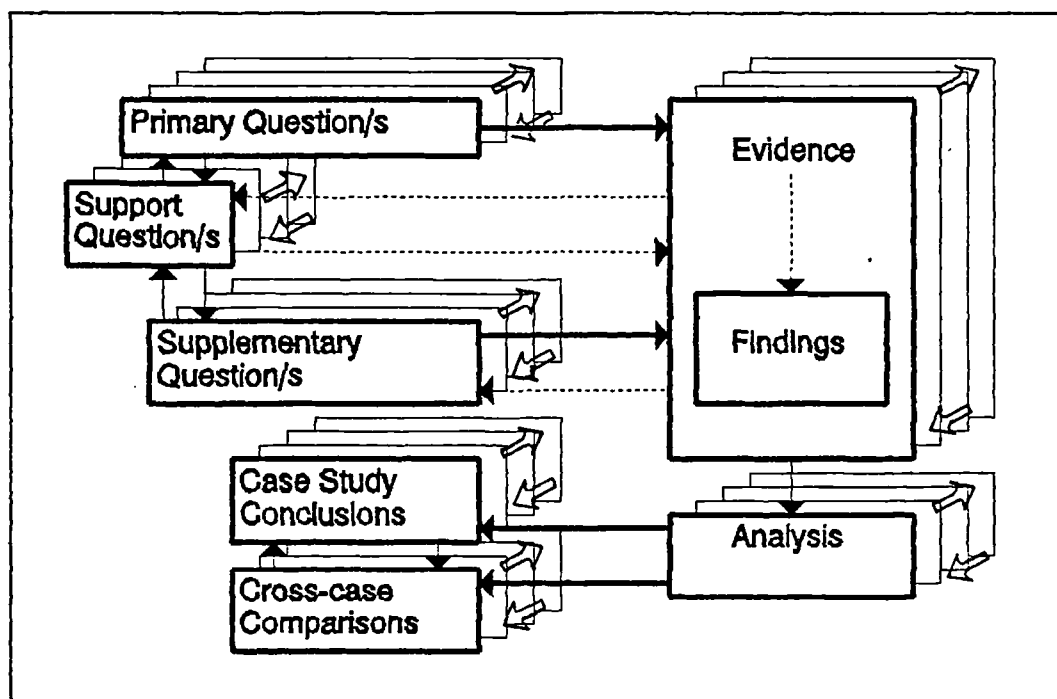 Primary Question/s
Evidence
Support
Question/s
Supplementary
Question/s
Findings
Case Study
Conclusions
Analysis
Cross-case
Comparisons